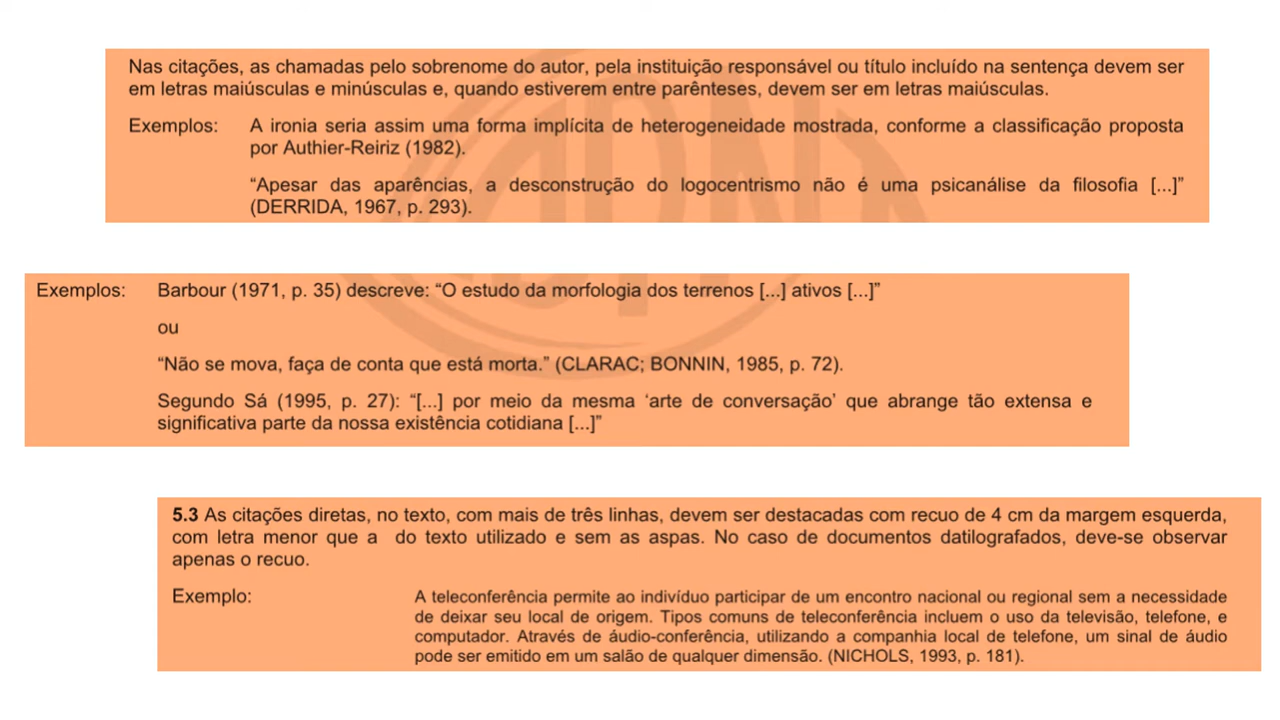 Nas citações, as chamadas pelo sobrenome do autor, pela instituição responsável ou título incluído na sentença devem ser
em letras maiúsculas e minúsculas e, quando estiverem entre parênteses, devem ser em letras maiúsculas.
Exemplos: A ironia seria assim uma forma implícita de heterogeneidade mostrada, conforme a classificação proposta
por Authier-Reiriz (1982).
“Apesar das aparências, a desconstrução do logocentrismo não é uma psicanálise da filosofia [...]”
(DERRIDA, 1967, p. 293).
Exemplos: Barbour (1971, p. 35) descreve: “O estudo da morfologia dos terrenos [...] ativos [...]”
ou
“Não se mova, faça de conta que está morta.” (CLARAC; BONNIN, 1985, p. 72).
Segundo Sá (1995, p. 27): “[...] por meio da mesma ‘arte de conversação’ que abrange tão extensa e
significativa parte da nossa existência cotidiana [...]”
5.3 As citações diretas, no texto, com mais de três linhas, devem ser destacadas com recuo de 4 cm da margem esquerda,
com letra menor que a do texto utilizado e sem as aspas. No caso de documentos datilografados, deve-se observar
apenas o recuo.
Exemplo: A teleconferência permite ao indivíduo participar de um encontro nacional ou regional sem a necessidade
de deixar seu local de origem. Tipos comuns de teleconferência incluem o uso da televisão, telefone, e
computador. Através de áudio-conferência, utilizando a companhia local de telefone, um sinal de áudio
pode ser emitido em um salão de qualquer dimensão. (NICHOLS, 1993, p. 181).